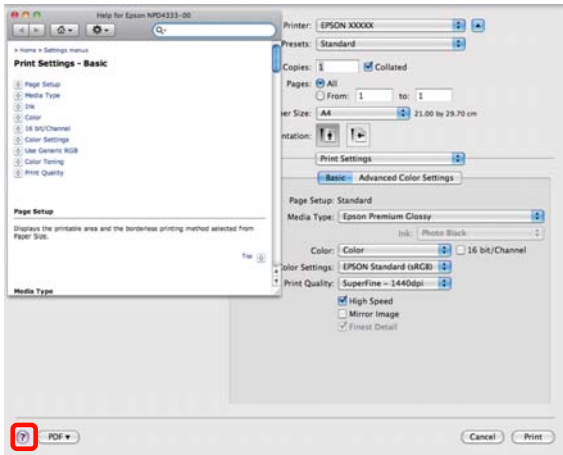 Help for Epson NPD4333-00
> Home > Settings menus
Print Settings - Basic
Page Setup
Media Type
Ink
Color
16 bit/Channel
Color Settings
Use Generic RGB
Color Toning
Print Quality
Page Setup
Displays the printable area and the borderless printing method selected from
Paper Size.
Top
Media Type
Printer: EPSON XXXXX
Presets: Standard
Copies: 1 Collated
Pages: All
From: 1 to: 1
er Size: A4 21.00 by 29.70 cm
ntation:
Print Settings
Basic Advanced Color Settings
Page Setup: Standard
Media Type: Epson Premium Glossy
Ink: Photo Black
Color: Color 16 bit/Channel
olor Settings: EPSON Standard (sRGB)
Print Quality: SuperFine – 1440dpi
High Speed
Mirror Image
Finest Detail
? PDF Cancel Print